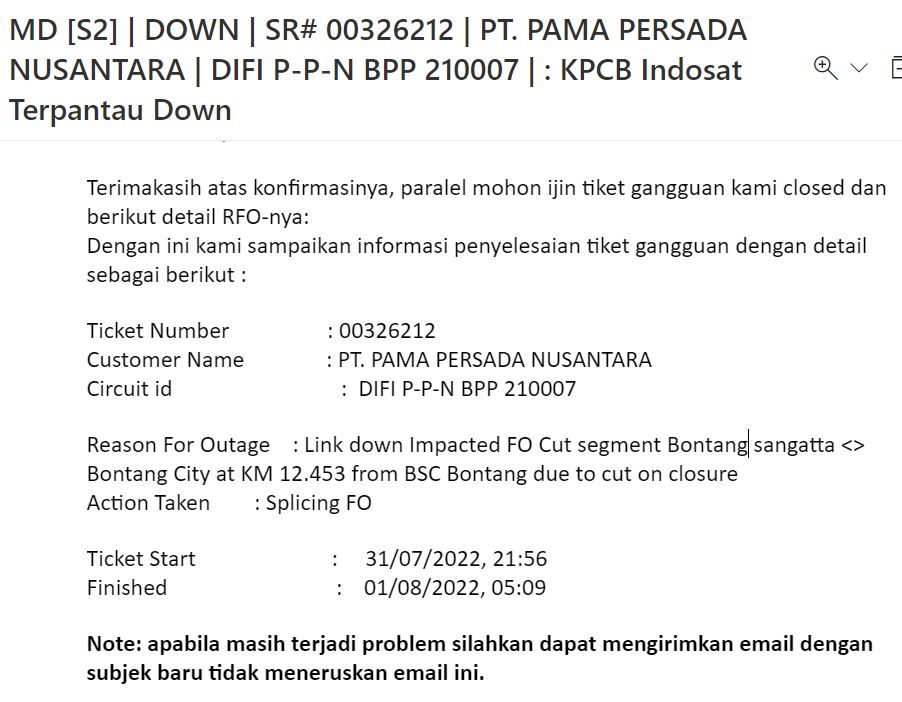 MD [S2] | DOWN | SR# 00326212 | PT. PAMA PERSADA
NUSANTARA | DIFI P-P-N BPP 210007 | : KPCB Indosat
Terpantau Down
Terimakasih atas konfirmasinya, paralel mohon ijin tiket gangguan kami closed dan
berikut detail RFO-nya:
Dengan ini kami sampaikan informasi penyelesaian tiket gangguan dengan detail
sebagai berikut :
Ticket Number : 00326212
Customer Name : PT. PAMA PERSADA NUSANTARA
Circuit id : DIFI P-P-N BPP 210007
Reason For Outage : Link down Impacted FO Cut segment Bontang sangatta <>
Bontang City at KM 12.453 from BSC Bontang due to cut on closure
Action Taken : Splicing FO
Ticket Start : 31/07/2022, 21:56
Finished : 01/08/2022, 05:09
Note: apabila masih terjadi problem silahkan dapat mengirimkan email dengan
subjek baru tidak meneruskan email ini.